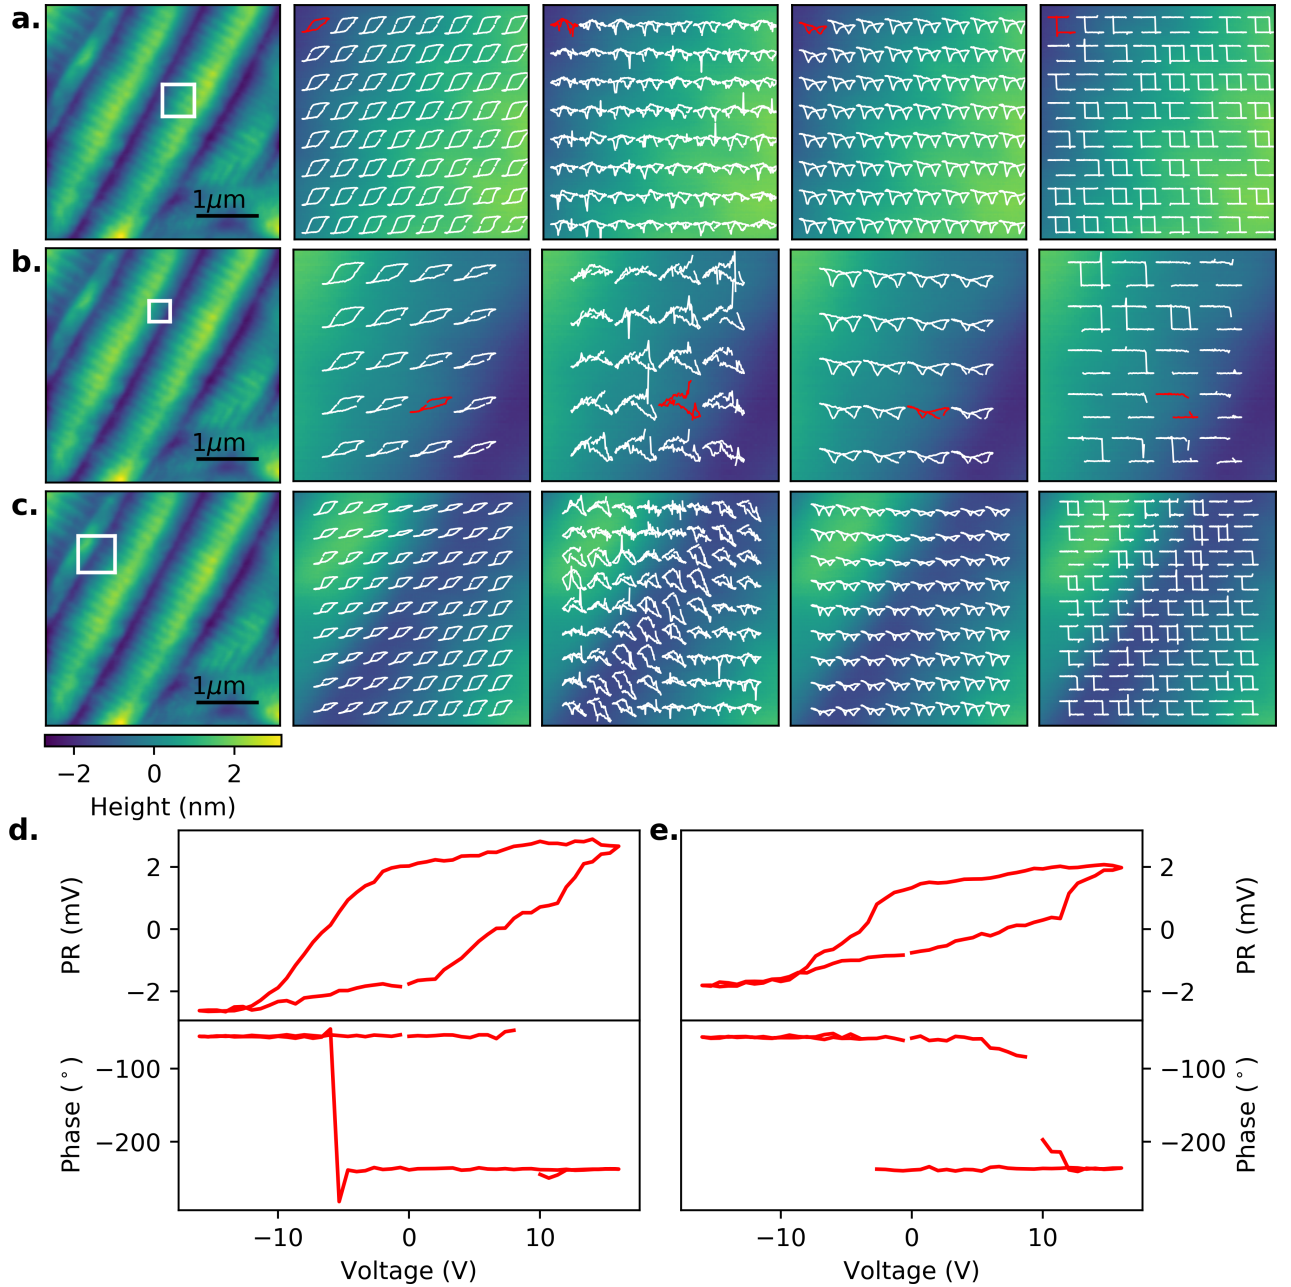 a.
1μm
b.
1μm
c.
1μm
−2 0 2
Height (nm)
d.
e.
2
0
−2
PR (mV)
2
0
−2
PR (mV)
−100
−200
Phase (°)
−100
−200
Phase (°)
−10 0 10
Voltage (V)
−10 0 10
Voltage (V)